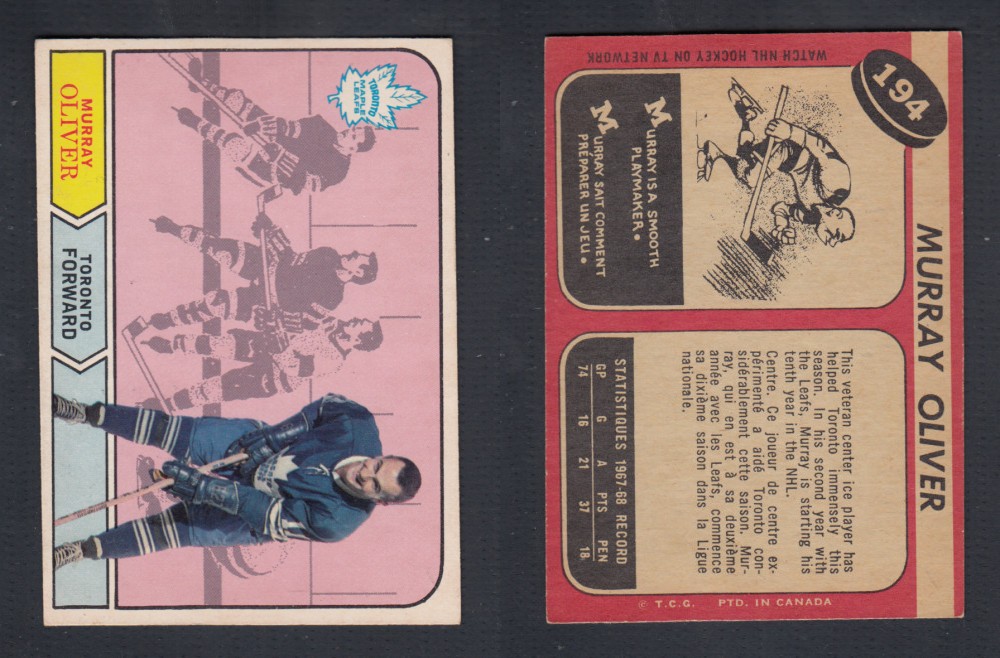 TORONTO
MAPLE
LEAFS
MURRAY
OLIVER
TORONTO
FORWARD
WATCH NHL HOCKEY ON TV NETWORK
194
MURRAY OLIVER
MURRAY IS A SMOOTH
PLAYMAKER.
MURRAY SAIT COMMENT
PRÉPARER UN JEU.
This veteran center ice player has
helped Toronto immensely this
season. In his second year with
the Leafs, Murray is starting his
tenth year in the NHL.
Centre. Ce joueur de centre ex-
périmenté a aidé Toronto con-
sidérablement cette saison. Mur-
ray, qui en est à sa deuxième
année avec les Leafs, commence
sa dixième saison dans la Ligue
nationale.
STATISTIQUES 1967-68 RECORD
GP G A PTS PEN
74 16 21 37 18
© T.C.G. PTD. IN CANADA